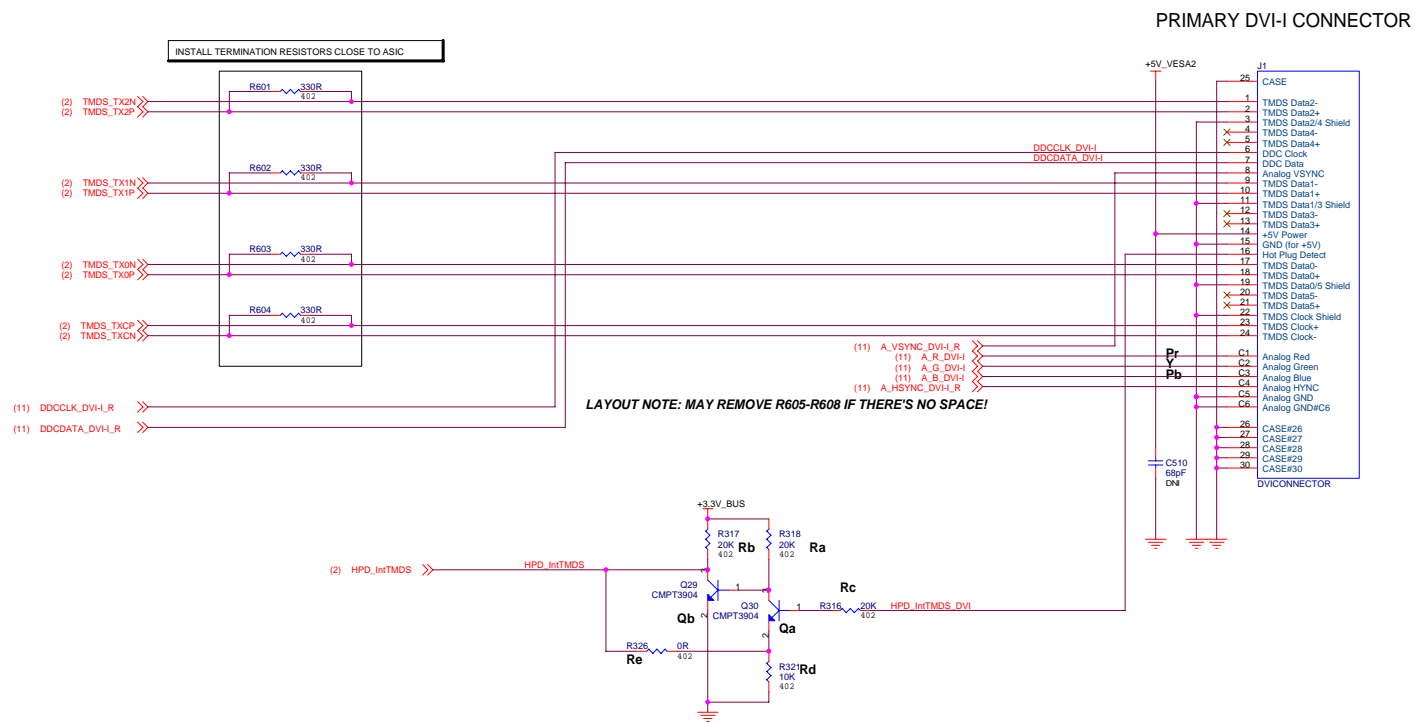 PRIMARY DVI-I CONNECTOR
INSTALL TERMINATION RESISTORS CLOSE TO ASIC
+5V_VESA2
J1
25 CASE
R601 330R
402
(2) TMDS_TX2N
(2) TMDS_TX2P
1 TMDS Data2-
2 TMDS Data2+
3 TMDS Data2/4 Shield
4 TMDS Data4-
5 TMDS Data4+
DDCCLK_DVI-I
6 DDC Clock
DDCDATA_DVI-I
7 DDC Data
8 Analog VSYNC
R602 330R
402
(2) TMDS_TX1N
(2) TMDS_TX1P
9 TMDS Data1-
10 TMDS Data1+
11 TMDS Data1/3 Shield
12 TMDS Data3-
13 TMDS Data3+
14 +5V Power
15 GND (for +5V)
16 Hot Plug Detect
R603 330R
402
(2) TMDS_TX0N
(2) TMDS_TX0P
17 TMDS Data0-
18 TMDS Data0+
19 TMDS Data0/5 Shield
20 TMDS Data5-
21 TMDS Data5+
22 TMDS Clock Shield
23 TMDS Clock+
24 TMDS Clock-
R604 330R
402
(2) TMDS_TXCP
(2) TMDS_TXCN
(11) A_VSYNC_DVI-I_R
(11) A_R_DVI-I
(11) A_G_DVI-I
(11) A_B_DVI-I
(11) A_HSYNC_DVI-I_R
Pr
Y
Pb
C1 Analog Red
C2 Analog Green
C3 Analog Blue
C4 Analog HYNC
C5 Analog GND
C6 Analog GND#C6
(11) DDCCLK_DVI-I_R
(11) DDCDATA_DVI-I_R
LAYOUT NOTE: MAY REMOVE R605-R608 IF THERE'S NO SPACE!
26 CASE#26
27 CASE#27
28 CASE#28
29 CASE#29
30 CASE#30
DVICONNECTOR
C510
68pF
DNI
+3.3V_BUS
R317
20K Rb
402
R318
20K Ra
402
(2) HPD_IntTMDS
HPD_IntTMDS
3
Q29
CMPT3904
1
2
Qb
3
Q30
CMPT3904
1
2
Qa
Rc
R316 20K
402
HPD_IntTMDS_DVI
R326 0R
402
Re
R321 Rd
10K
402